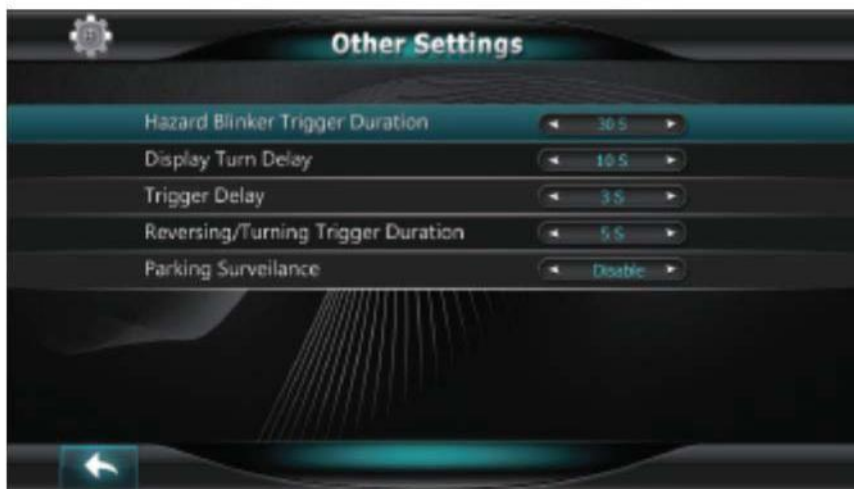 Other Settings
Hazard Blinker Trigger Duration 30 S
Display Turn Delay 10 S
Trigger Delay 3 S
Reversing/Turning Trigger Duration 5 S
Parking Surveilance Disable